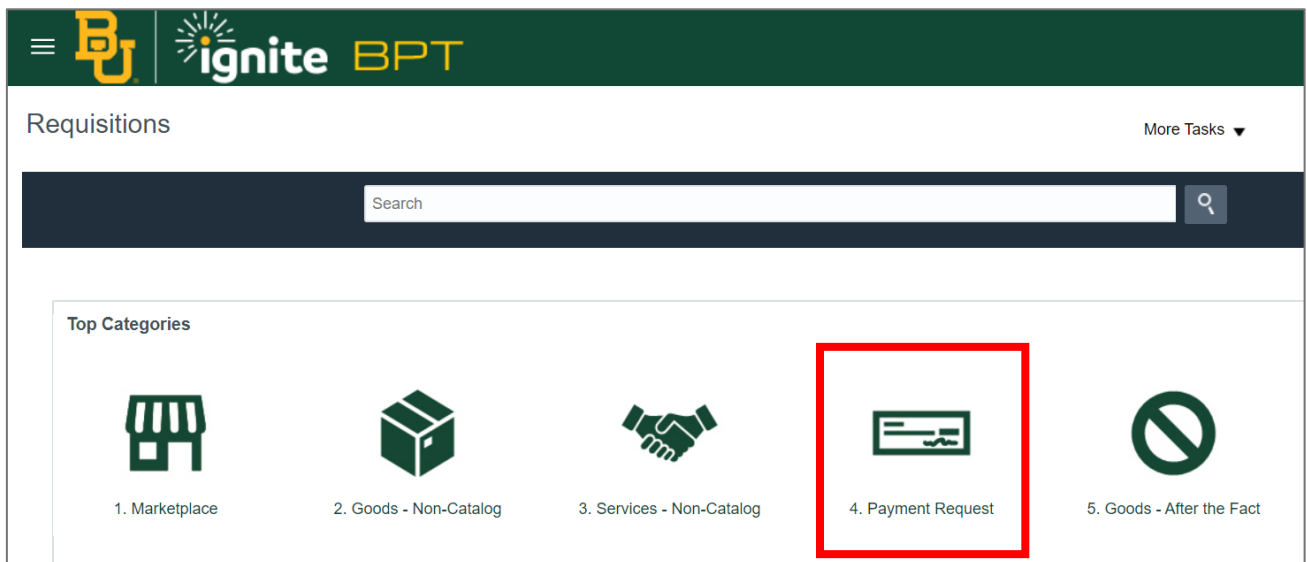 BU ignite BPT
Requisitions
More Tasks
Search
Top Categories
1. Marketplace
2. Goods - Non-Catalog
3. Services - Non-Catalog
4. Payment Request
5. Goods - After the Fact